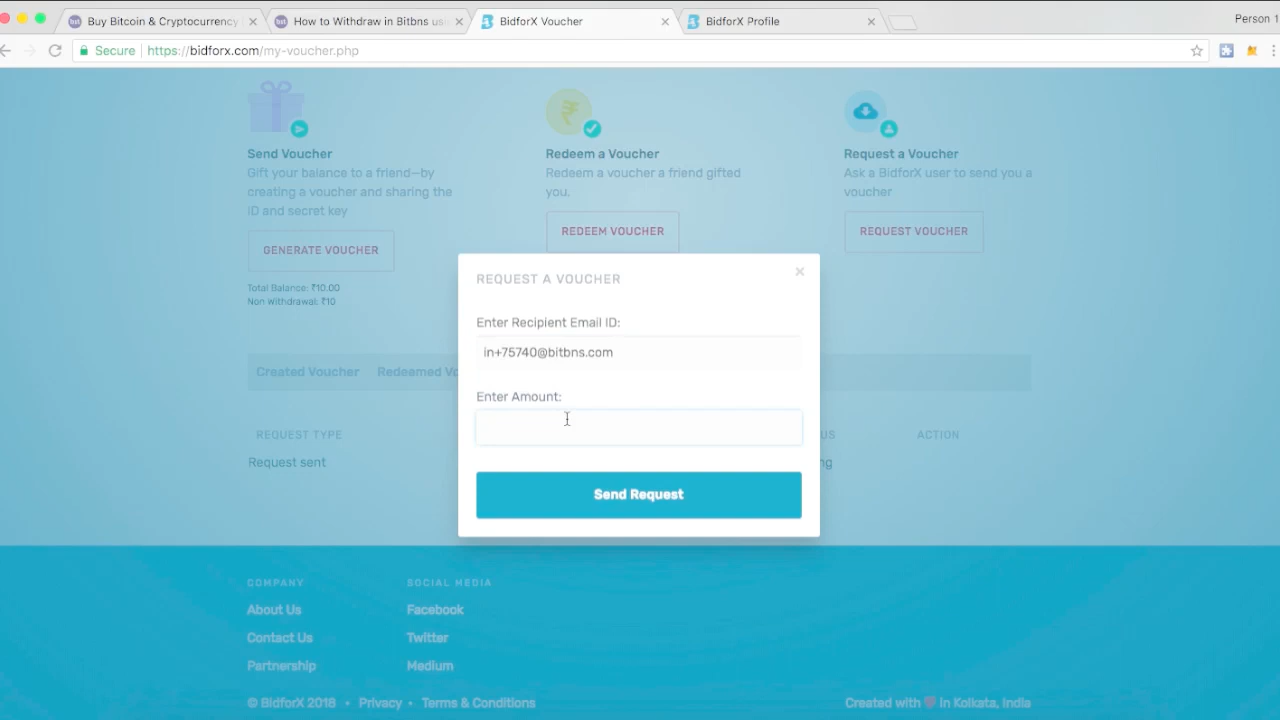 Buy Bitcoin & Cryptocurrency
How to Withdraw in Bitbns usi
BidforX Voucher
BidforX Profile
Person 1
Secure https://bidforx.com/my-voucher.php
Send Voucher
Gift your balance to a friend—by
creating a voucher and sharing the
ID and secret key
GENERATE VOUCHER
Total Balance: ₹10.00
Non Withdrawal: ₹10
Redeem a Voucher
Redeem a voucher a friend gifted
you.
REDEEM VOUCHER
Request a Voucher
Ask a BidforX user to send you a
voucher
REQUEST VOUCHER
REQUEST A VOUCHER
Enter Recipient Email ID:
in+75740@bitbns.com
Enter Amount:
Send Request
Created Voucher Redeemed Vo
REQUEST TYPE US ACTION
Request sent ng
COMPANY
About Us
Contact Us
Partnership
SOCIAL MEDIA
Facebook
Twitter
Medium
© BidforX 2018 • Privacy • Terms & Conditions
Created with in Kolkata, India